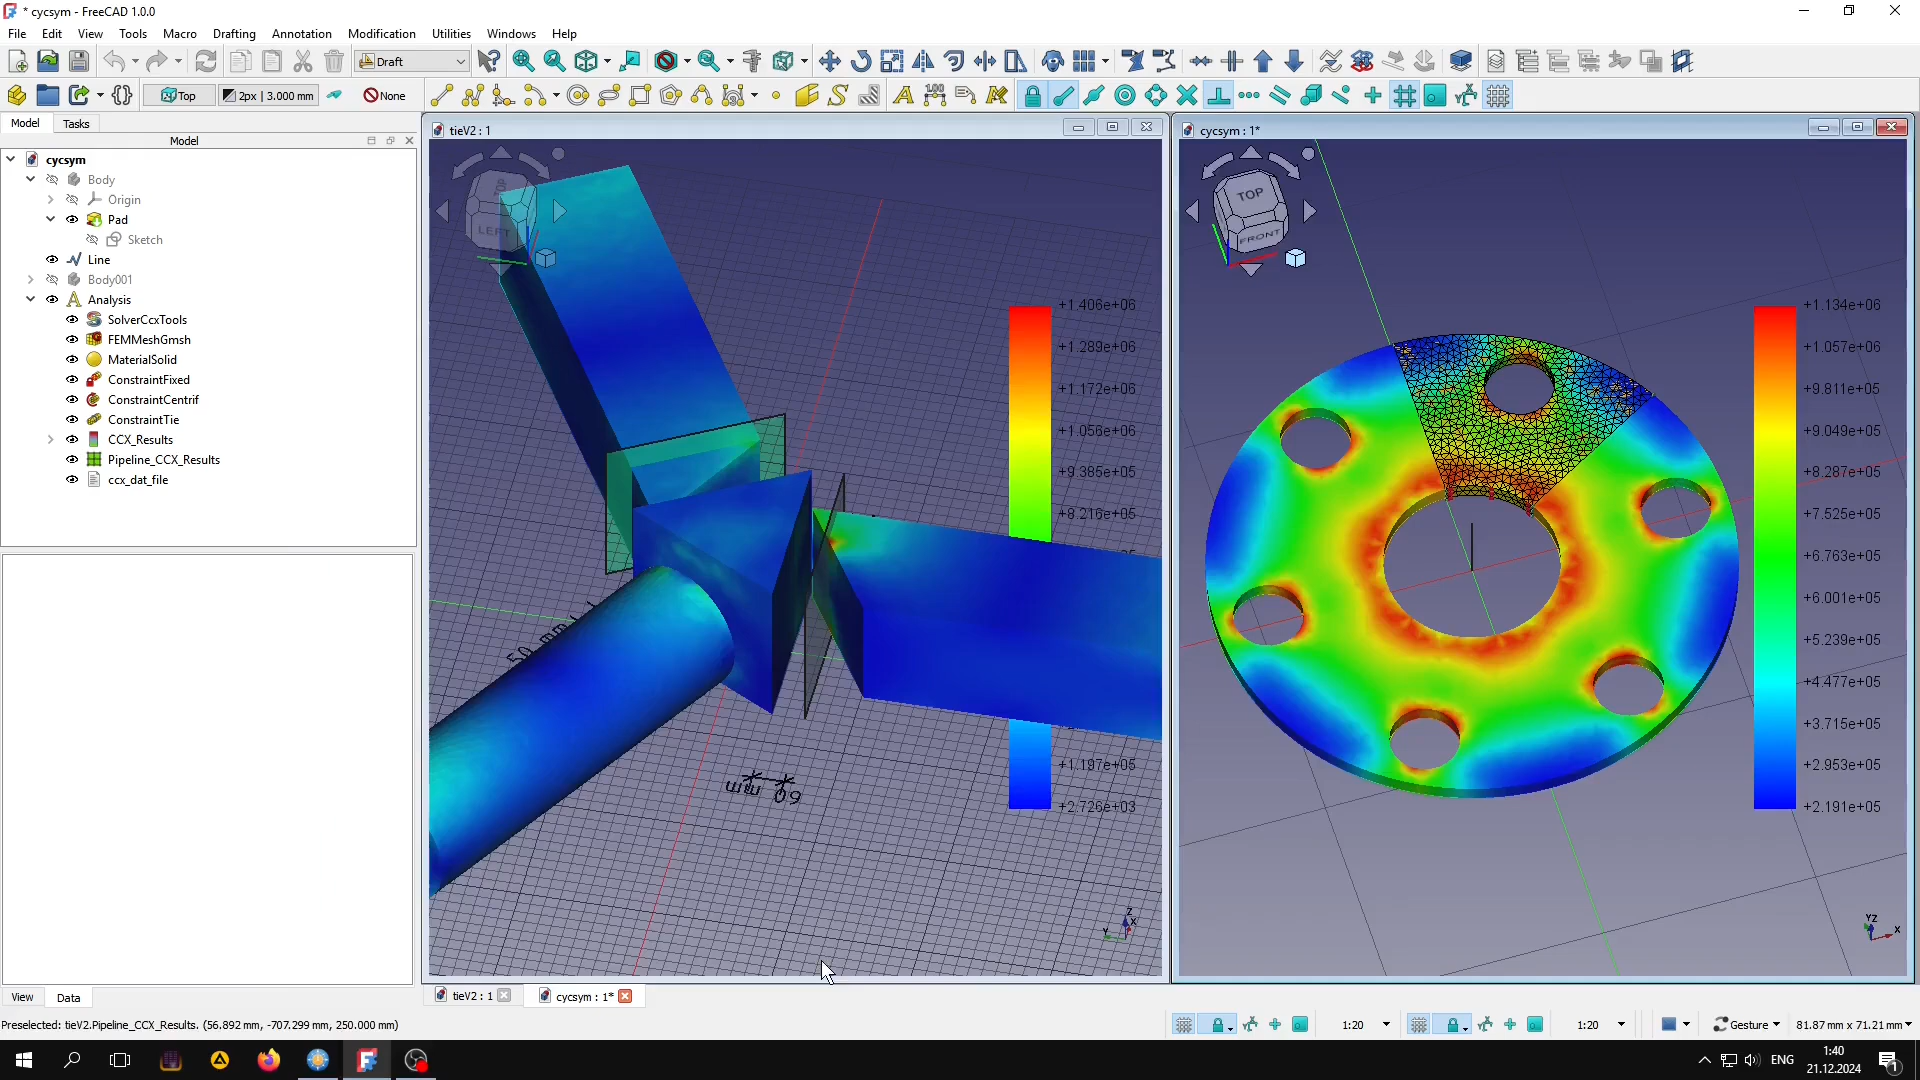 * cycsym - FreeCAD 1.0.0
File Edit View Tools Macro Drafting Annotation Modification Utilities Windows Help
Draft
Top 2px | 3.000 mm None
Model Tasks
Model
cycsym
Body
Origin
Pad
Sketch
Line
Body001
Analysis
SolverCcxTools
FEMMeshGmsh
MaterialSolid
ConstraintFixed
ConstraintCentrif
ConstraintTie
CCX_Results
Pipeline_CCX_Results
ccx_dat_file
View Data
tieV2 : 1
LEFT
+1.406e+06
+1.289e+06
+1.172e+06
+1.056e+06
+9.385e+05
+8.216e+05
+1.197e+05
+2.726e+03
50 mm
60 mm
Z
X
Y
cycsym : 1*
TOP
FRONT
+1.134e+06
+1.057e+06
+9.811e+05
+9.049e+05
+8.287e+05
+7.525e+05
+6.763e+05
+6.001e+05
+5.239e+05
+4.477e+05
+3.715e+05
+2.953e+05
+2.191e+05
YZ
X
tieV2 : 1 cycsym : 1*
Preselected: tieV2.Pipeline_CCX_Results. (56.892 mm, -707.299 mm, 250.000 mm)
1:20 1:20 Gesture 81.87 mm x 71.21 mm
ENG
1:40
21.12.2024
1